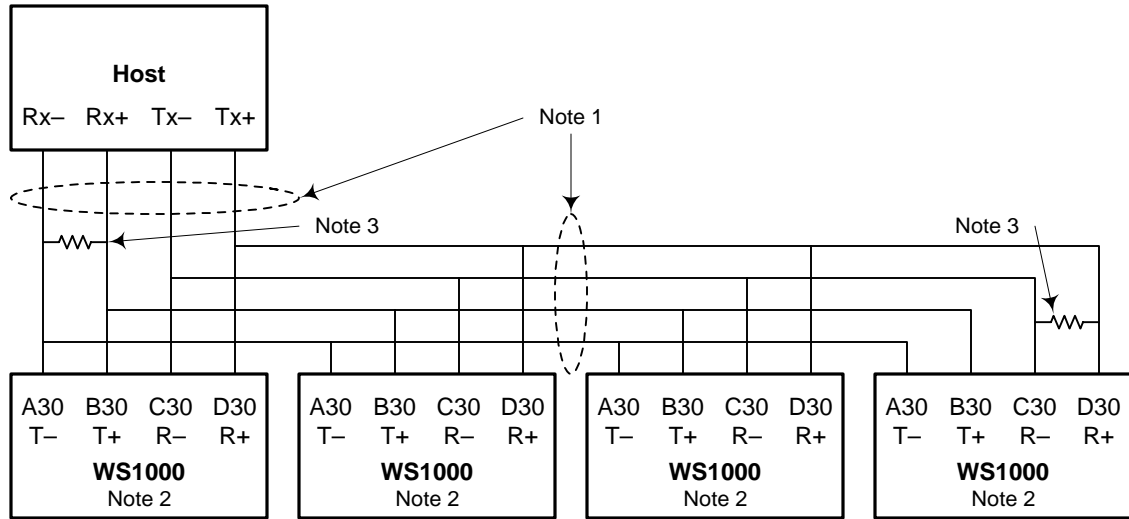 Host
Rx– Rx+ Tx– Tx+
Note 1
Note 3
Note 3
A30 B30 C30 D30
T– T+ R– R+
WS1000
Note 2
A30 B30 C30 D30
T– T+ R– R+
WS1000
Note 2
A30 B30 C30 D30
T– T+ R– R+
WS1000
Note 2
A30 B30 C30 D30
T– T+ R– R+
WS1000
Note 2